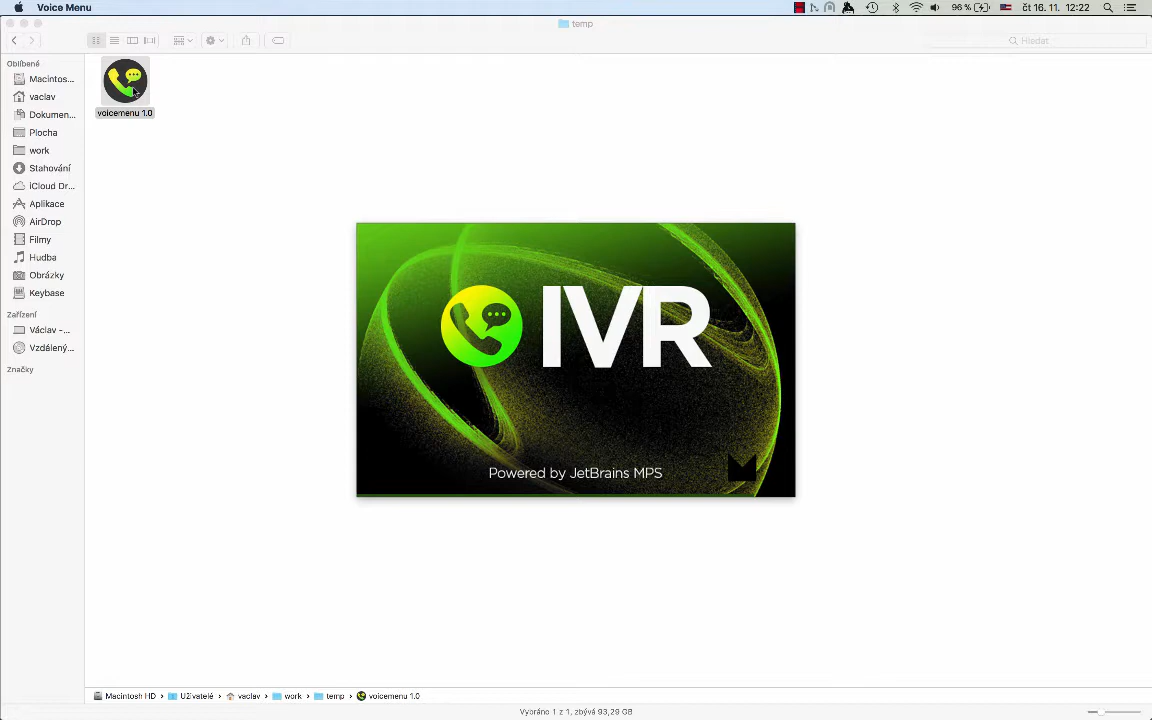 Voice Menu
96 %
čt 16. 11. 12:22
temp
Hledat
Oblíbené
Macintos...
vaclav
Dokumen...
Plocha
work
Stahování
iCloud Dr...
Aplikace
AirDrop
Filmy
Hudba
Obrázky
Keybase
Zařízení
Václav -...
Vzdálený...
Značky
voicemenu 1.0
IVR
Powered by JetBrains MPS
Macintosh HD › Uživatelé › vaclav › work › temp › voicemenu 1.0
Vybráno 1 z 1, zbývá 93,29 GB